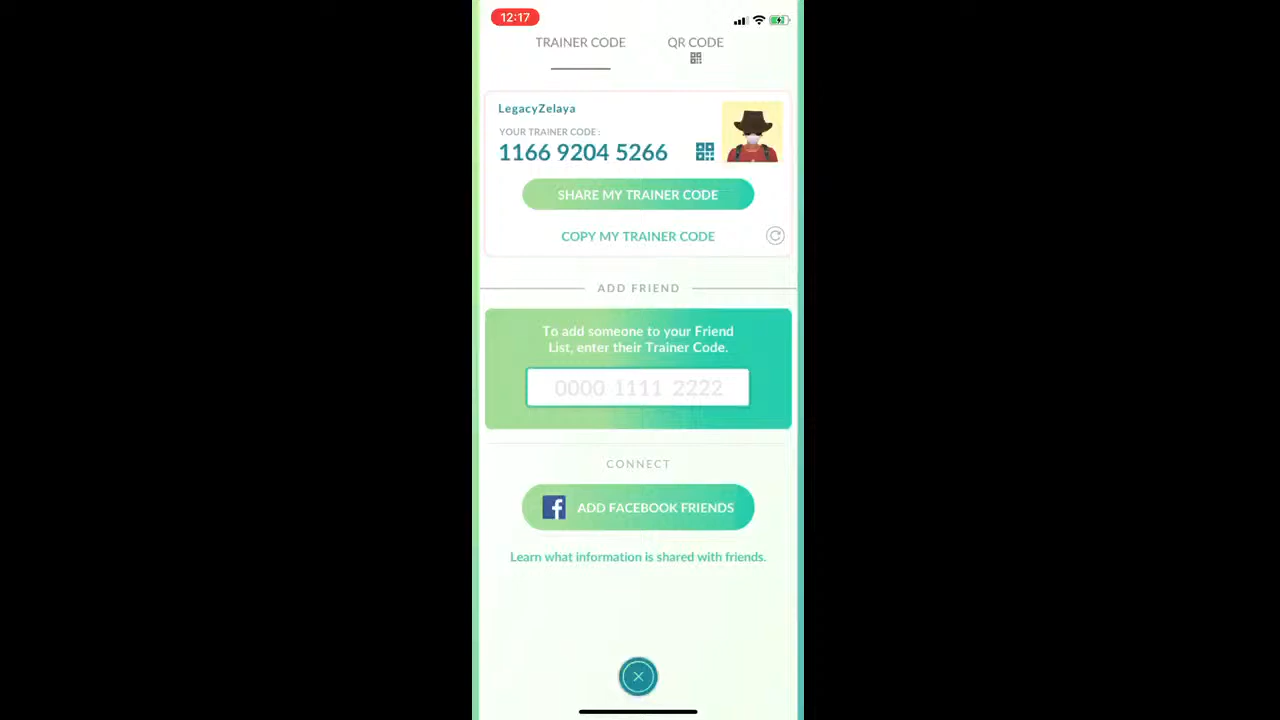 12:17
TRAINER CODE
QR CODE
LegacyZelaya
YOUR TRAINER CODE :
1166 9204 5266
SHARE MY TRAINER CODE
COPY MY TRAINER CODE
ADD FRIEND
To add someone to your Friend
List, enter their Trainer Code.
0000 1111 2222
CONNECT
ADD FACEBOOK FRIENDS
Learn what information is shared with friends.